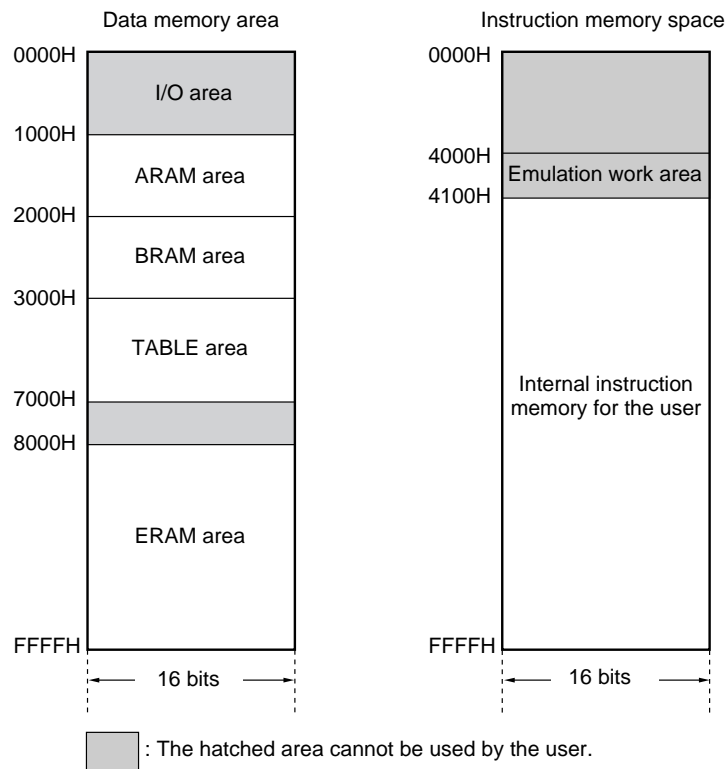 Data memory area
0000H
I/O area
1000H
ARAM area
2000H
BRAM area
3000H
TABLE area
7000H
8000H
ERAM area
FFFFH
16 bits
Instruction memory space
0000H
4000H
Emulation work area
4100H
Internal instruction
memory for the user
FFFFH
16 bits
: The hatched area cannot be used by the user.